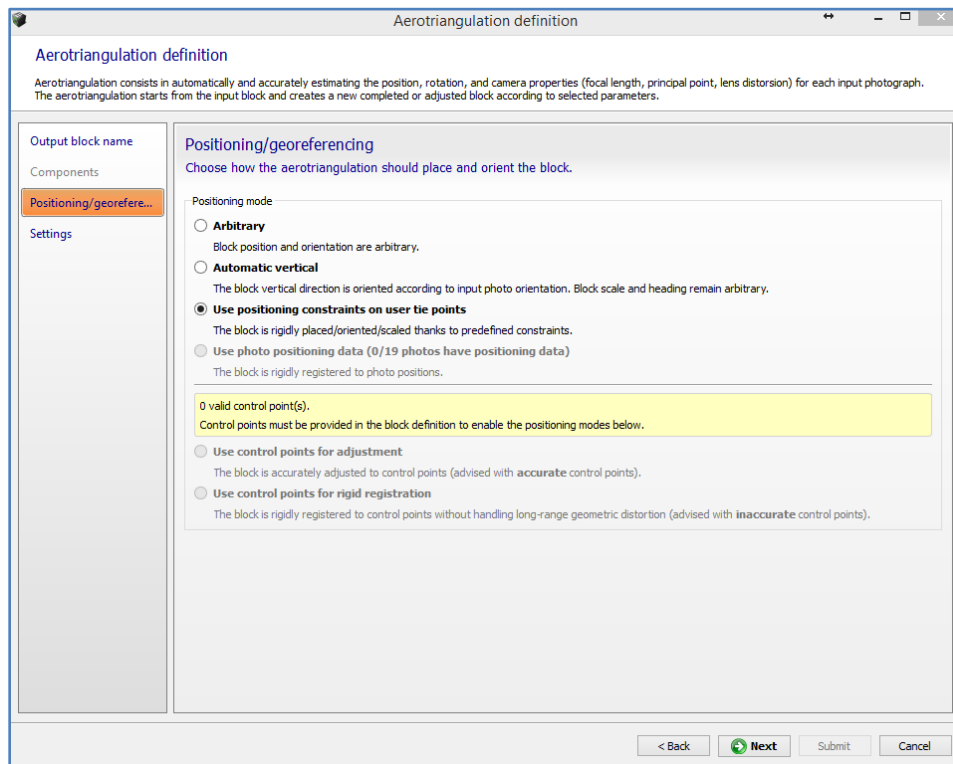 Aerotriangulation definition
Aerotriangulation definition
Aerotriangulation consists in automatically and accurately estimating the position, rotation, and camera properties (focal length, principal point, lens distorsion) for each input photograph.
The aerotriangulation starts from the input block and creates a new completed or adjusted block according to selected parameters.
Output block name
Components
Positioning/georefere...
Settings
Positioning/georeferencing
Choose how the aerotriangulation should place and orient the block.
Positioning mode
Arbitrary
Block position and orientation are arbitrary.
Automatic vertical
The block vertical direction is oriented according to input photo orientation. Block scale and heading remain arbitrary.
Use positioning constraints on user tie points
The block is rigidly placed/oriented/scaled thanks to predefined constraints.
Use photo positioning data (0/19 photos have positioning data)
The block is rigidly registered to photo positions.
0 valid control point(s).
Control points must be provided in the block definition to enable the positioning modes below.
Use control points for adjustment
The block is accurately adjusted to control points (advised with accurate control points).
Use control points for rigid registration
The block is rigidly registered to control points without handling long-range geometric distortion (advised with inaccurate control points).
< Back Next Submit Cancel